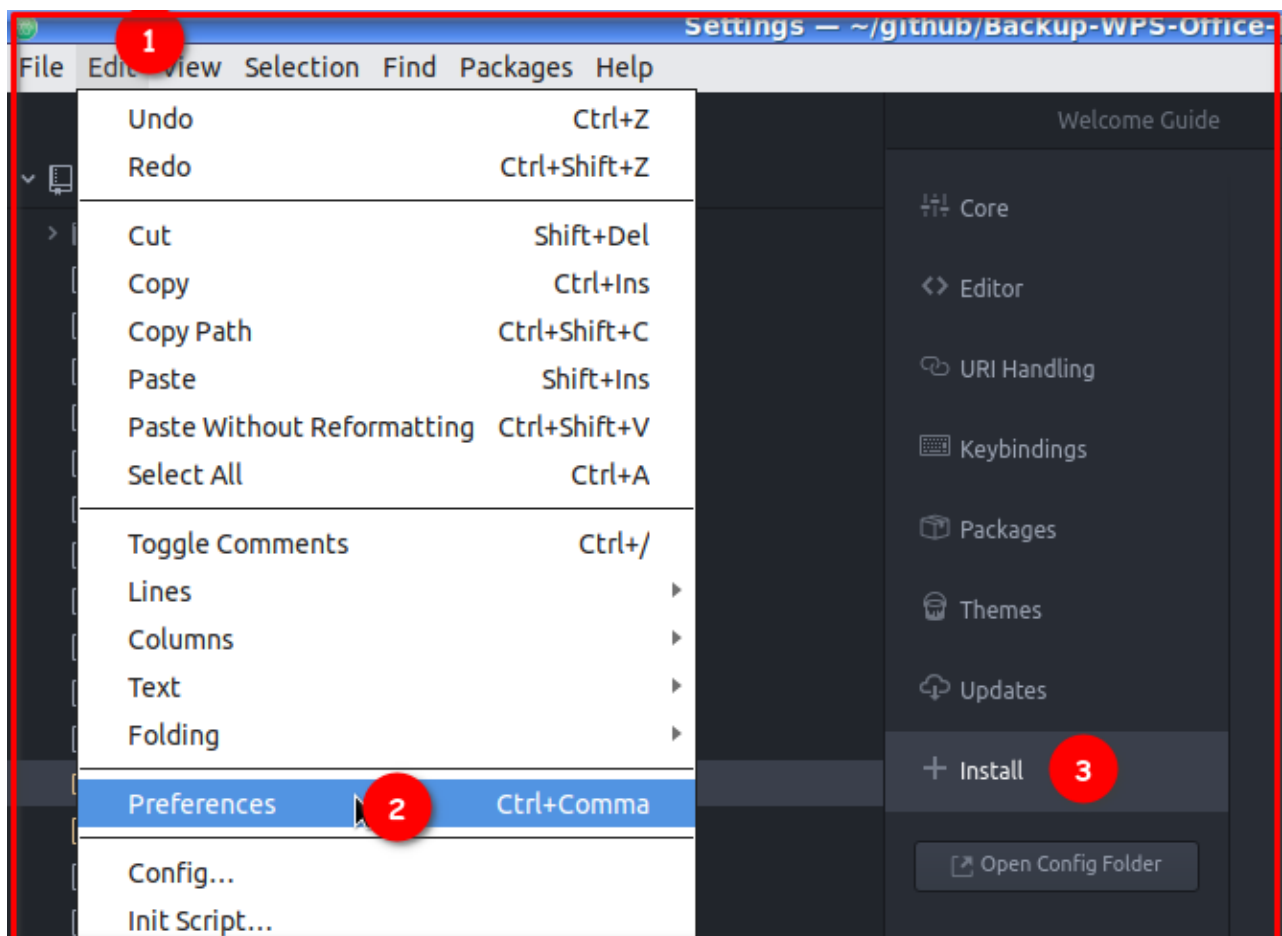 Settings — ~/github/Backup-WPS-Office-
1
File Edit View Selection Find Packages Help
Undo Ctrl+Z
Redo Ctrl+Shift+Z
Cut Shift+Del
Copy Ctrl+Ins
Copy Path Ctrl+Shift+C
Paste Shift+Ins
Paste Without Reformatting Ctrl+Shift+V
Select All Ctrl+A
Toggle Comments Ctrl+/
Lines
Columns
Text
Folding
Preferences 2 Ctrl+Comma
Config...
Init Script...
Welcome Guide
Core
Editor
URI Handling
Keybindings
Packages
Themes
Updates
Install 3
Open Config Folder